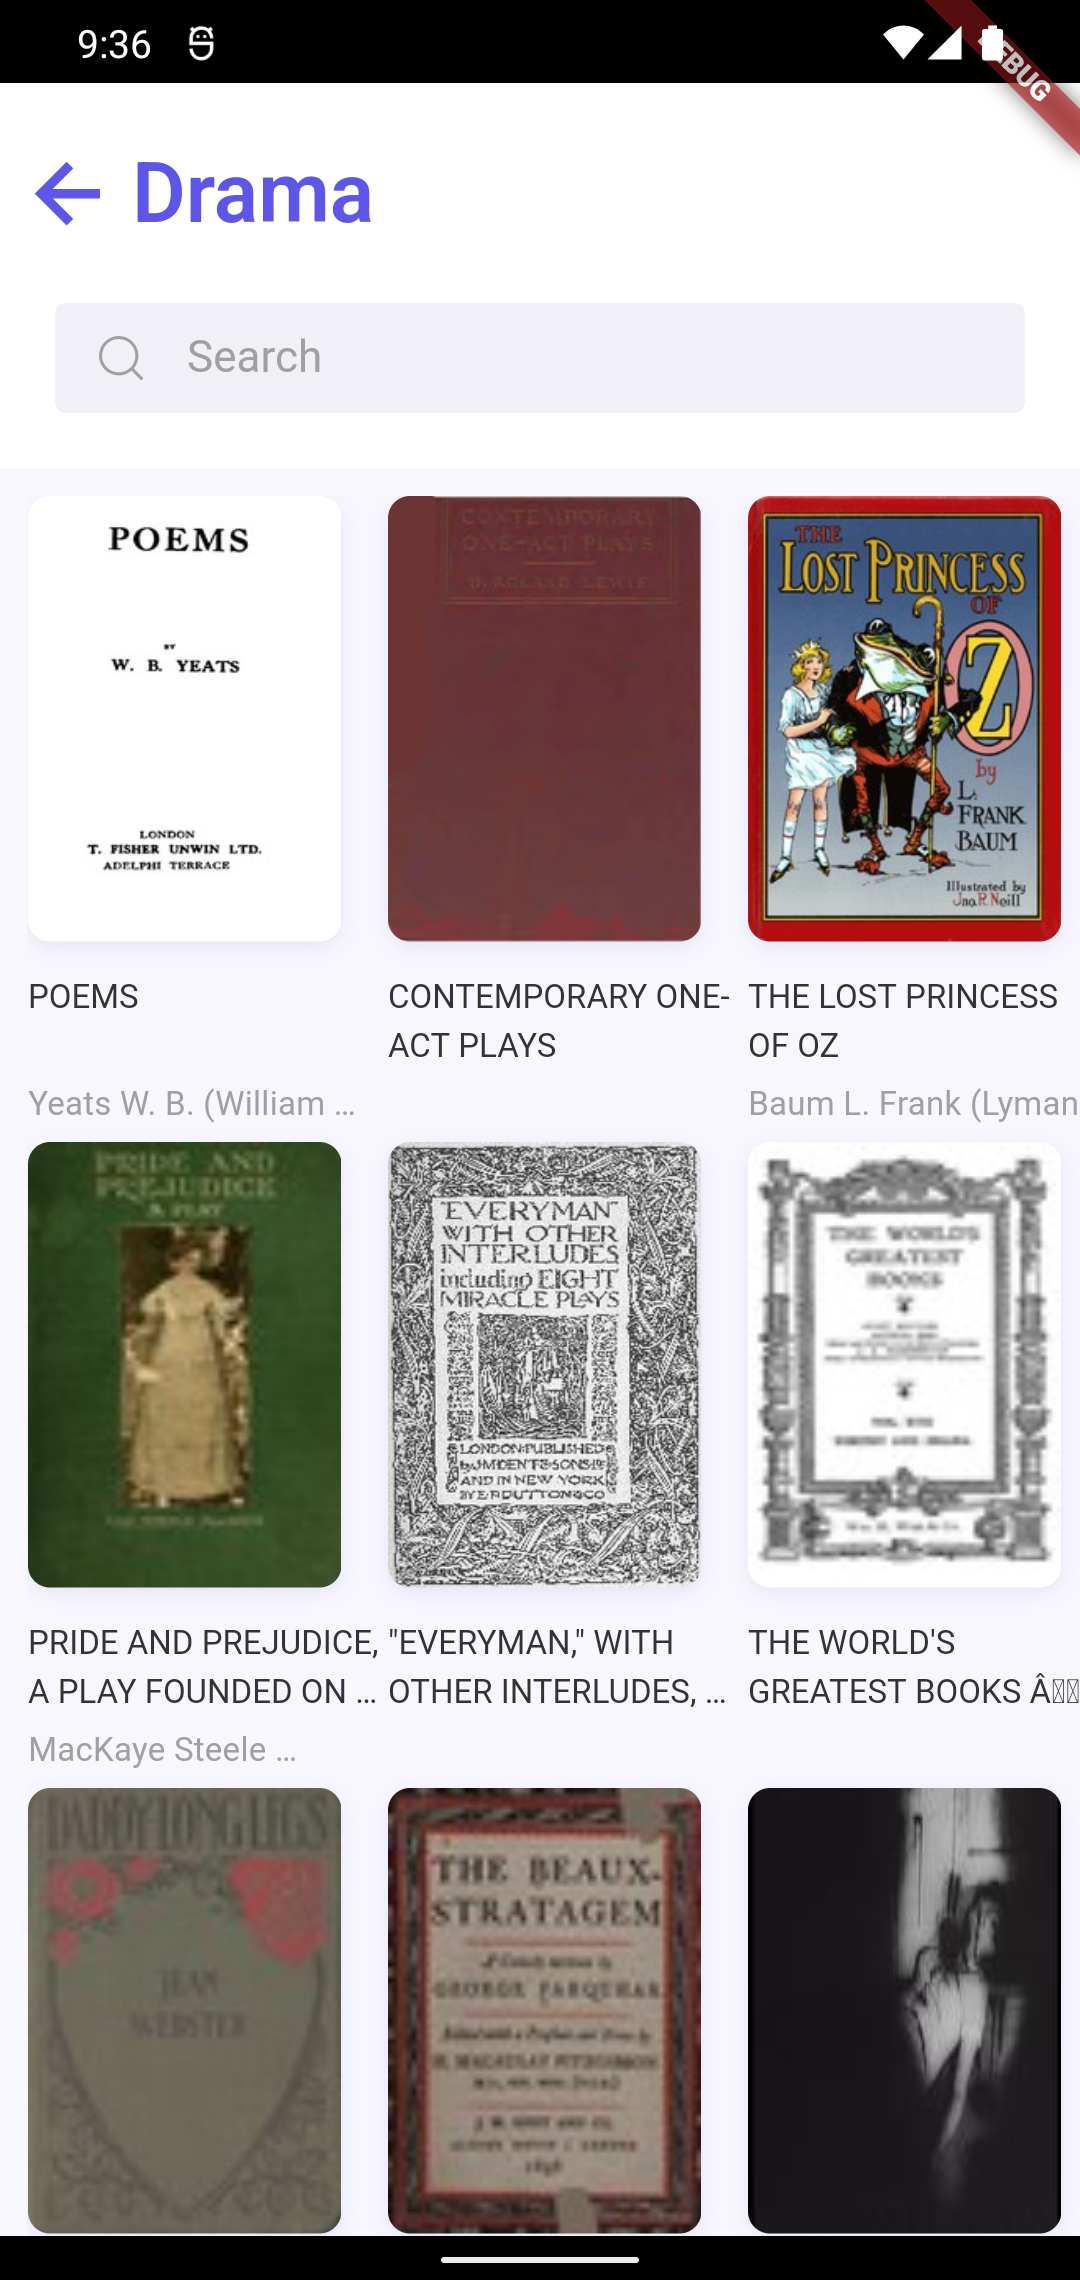 9:36
DEBUG
Drama
Search
POEMS
BY
W. B. YEATS
LONDON
T. FISHER UNWIN LTD.
ADELPHI TERRACE
CONTEMPORARY
ONE-ACT PLAYS
B. ROLAND LEWIS
THE
LOST PRINCESS
OF
OZ
by
L.
FRANK
BAUM
Illustrated by
Jno. R. Neill
POEMS
Yeats W. B. (William ...
CONTEMPORARY ONE-
ACT PLAYS
THE LOST PRINCESS
OF OZ
Baum L. Frank (Lyman
PRIDE AND
PREJUDICE
A PLAY
"EVERYMAN"
WITH OTHER
INTERLUDES
including EIGHT
MIRACLE PLAYS
LONDON:PUBLISHED
by J.M.DENT & SONS Ltd
AND IN NEW YORK
BY E.P.DUTTON & CO
THE WORLD'S
GREATEST
BOOKS
PRIDE AND PREJUDICE,
A PLAY FOUNDED ON ...
MacKaye Steele ...
"EVERYMAN," WITH
OTHER INTERLUDES, ...
THE WORLD'S
GREATEST BOOKS Â
DADDY LONG LEGS
JEAN
WEBSTER
THE BEAUX-
STRATAGEM
A Comedy written by
GEORGE FARQUHAR